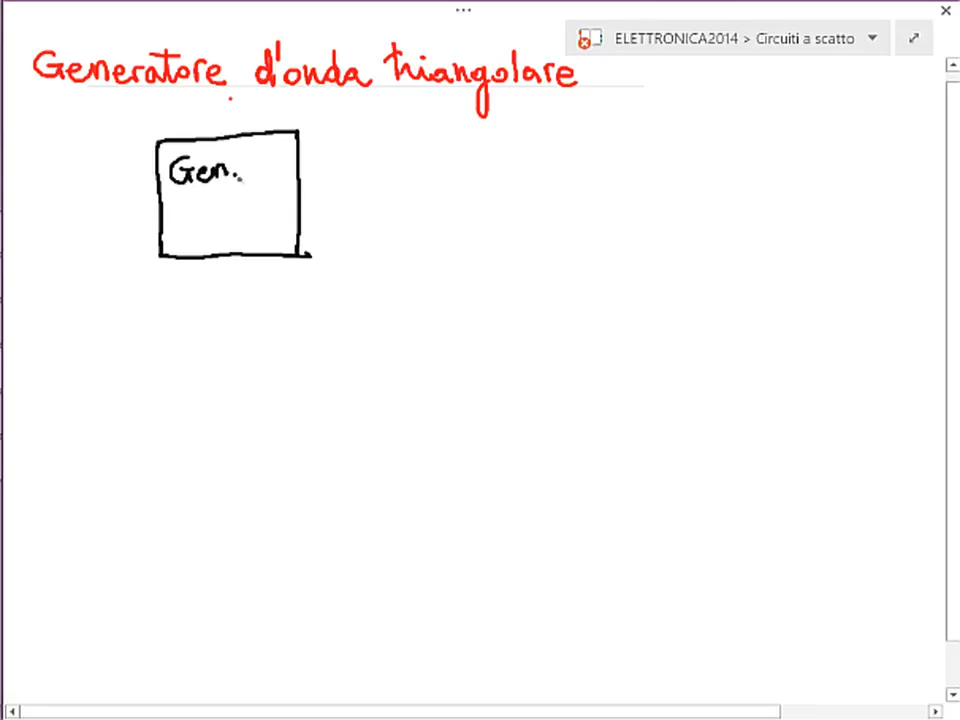 ELETTRONICA2014 > Circuiti a scatto
Generatore d'onda triangolare
Gen.